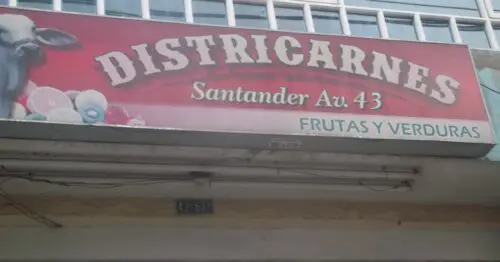 DISTRICARNES
Santander Av. 43
FRUTAS Y VERDURAS